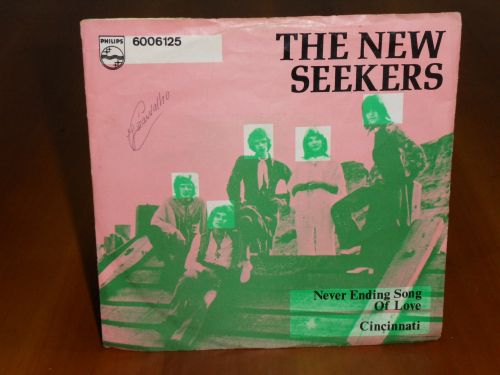 PHILIPS
6006125
THE NEW
SEEKERS
Never Ending Song
Of Love
Cincinnati